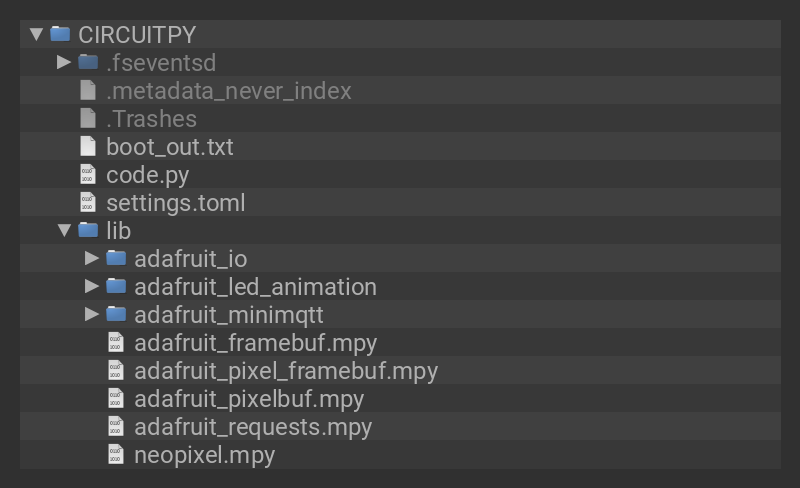 CIRCUITPY
.fseventsd
.metadata_never_index
.Trashes
boot_out.txt
code.py
settings.toml
lib
adafruit_io
adafruit_led_animation
adafruit_minimqtt
adafruit_framebuf.mpy
adafruit_pixel_framebuf.mpy
adafruit_pixelbuf.mpy
adafruit_requests.mpy
neopixel.mpy